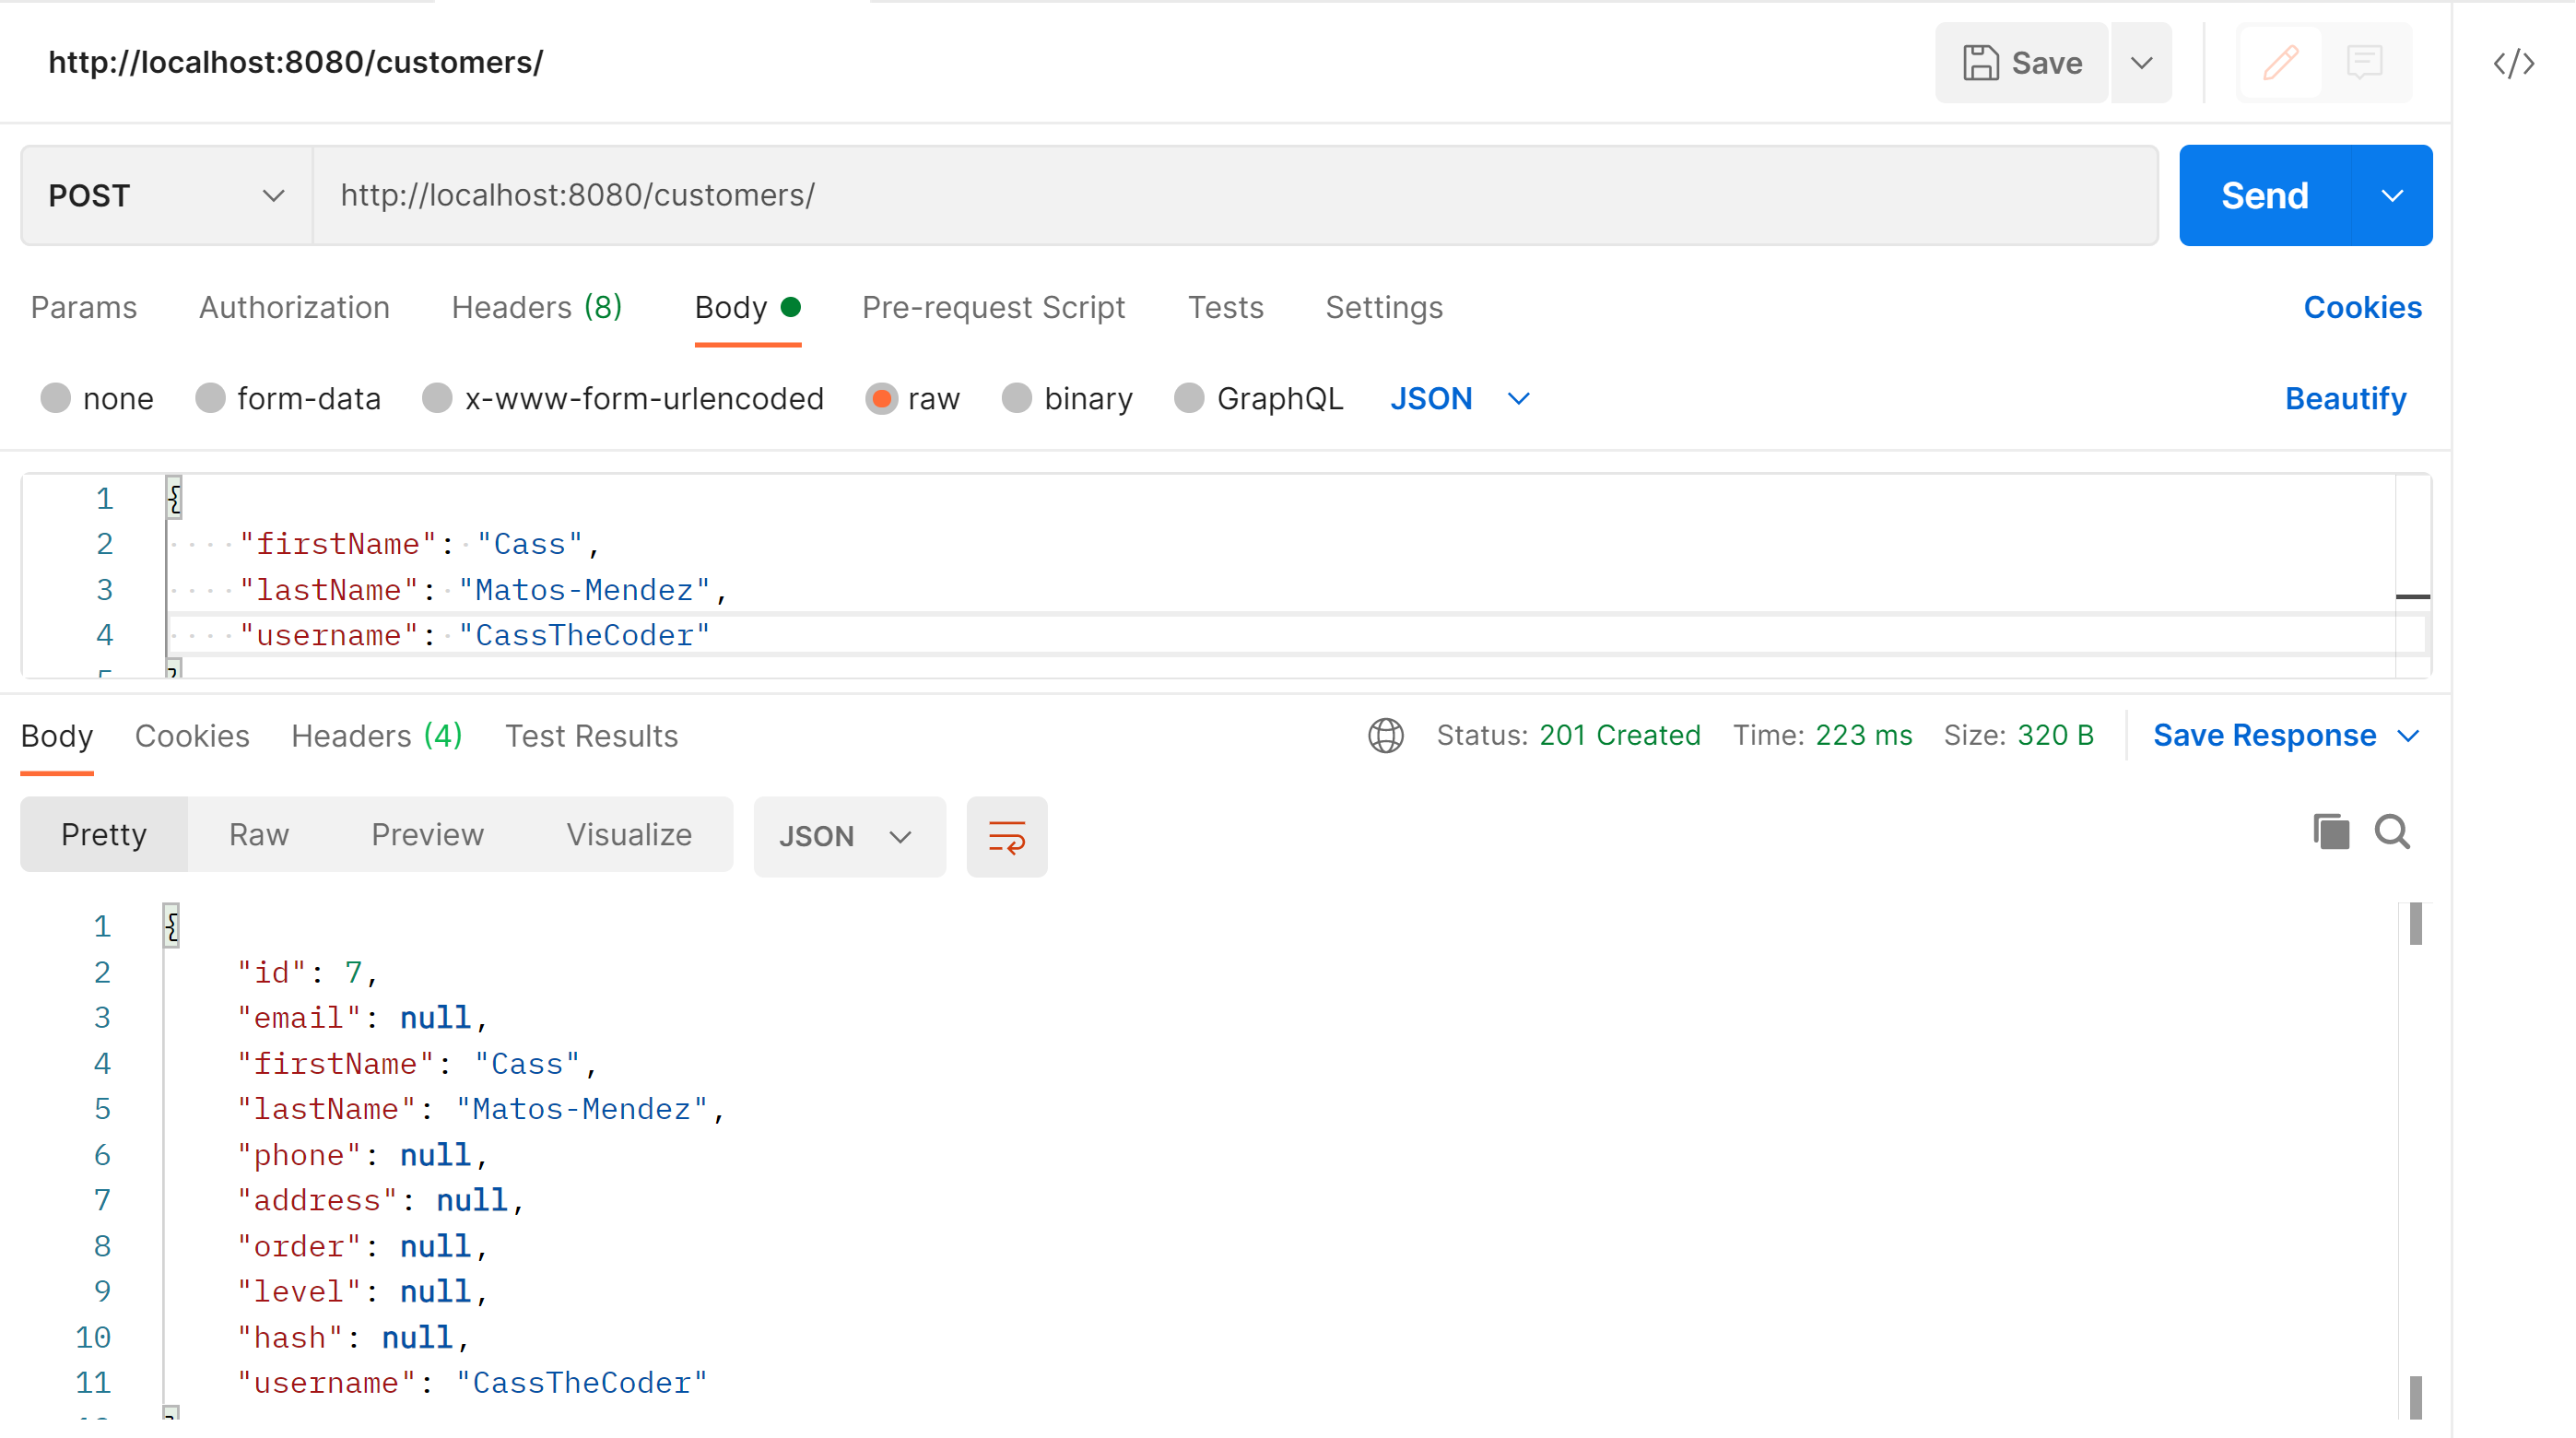 http://localhost:8080/customers/
Save
POST http://localhost:8080/customers/ Send
Params Authorization Headers (8) Body Pre-request Script Tests Settings Cookies
none form-data x-www-form-urlencoded raw binary GraphQL JSON Beautify
1 {
2 "firstName": "Cass",
3 "lastName": "Matos-Mendez",
4 "username": "CassTheCoder"
Body Cookies Headers (4) Test Results Status: 201 Created Time: 223 ms Size: 320 B Save Response
Pretty Raw Preview Visualize JSON
1 {
2 "id": 7,
3 "email": null,
4 "firstName": "Cass",
5 "lastName": "Matos-Mendez",
6 "phone": null,
7 "address": null,
8 "order": null,
9 "level": null,
10 "hash": null,
11 "username": "CassTheCoder"